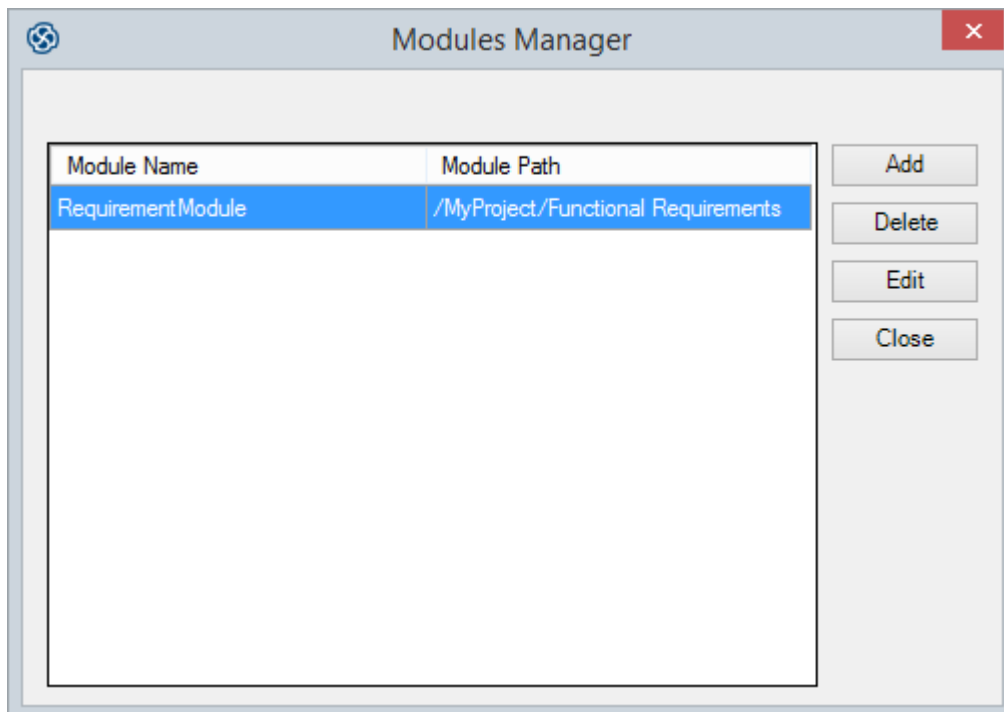 Modules Manager
Module Name Module Path Add
RequirementModule /MyProject/Functional Requirements
Delete
Edit
Close